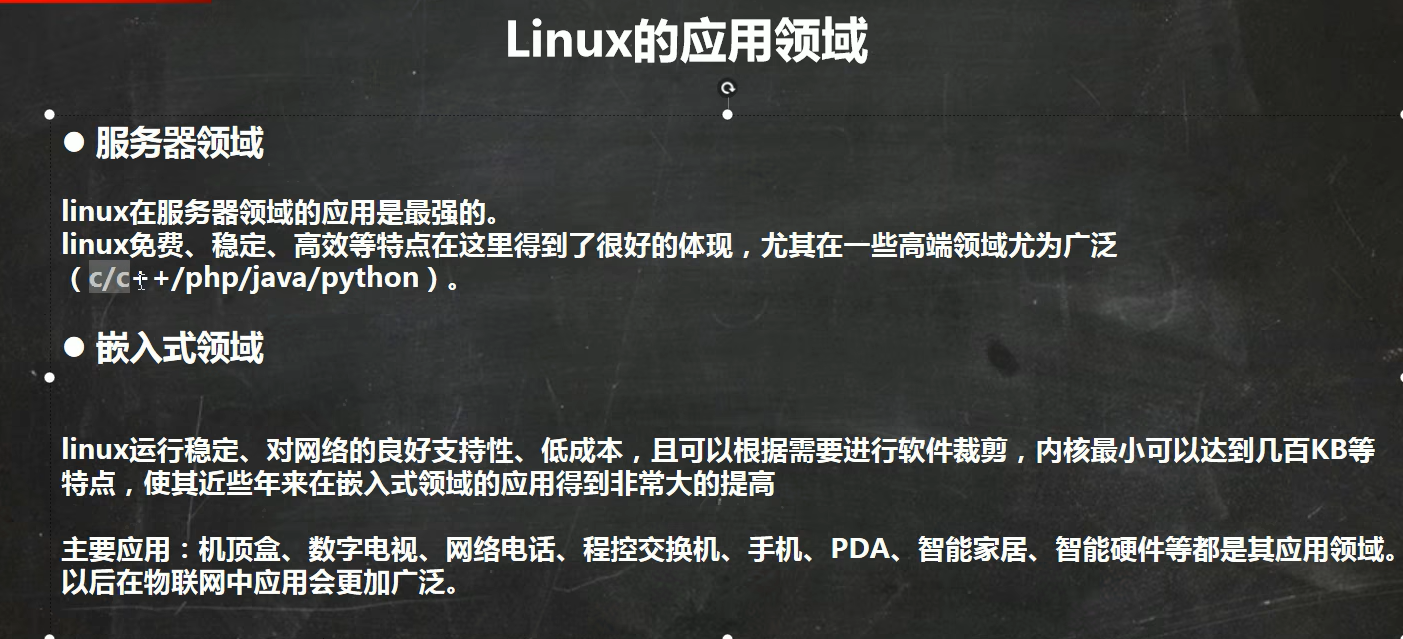 Linux的应用领域
● 服务器领域
linux在服务器领域的应用是最强的。
linux免费、稳定、高效等特点在这里得到了很好的体现，尤其在一些高端领域尤为广泛
（c/c++/php/java/python）。
● 嵌入式领域
linux运行稳定、对网络的良好支持性、低成本，且可以根据需要进行软件裁剪，内核最小可以达到几百KB等
特点，使其近些年来在嵌入式领域的应用得到非常大的提高
主要应用：机顶盒、数字电视、网络电话、程控交换机、手机、PDA、智能家居、智能硬件等都是其应用领域。
以后在物联网中应用会更加广泛。